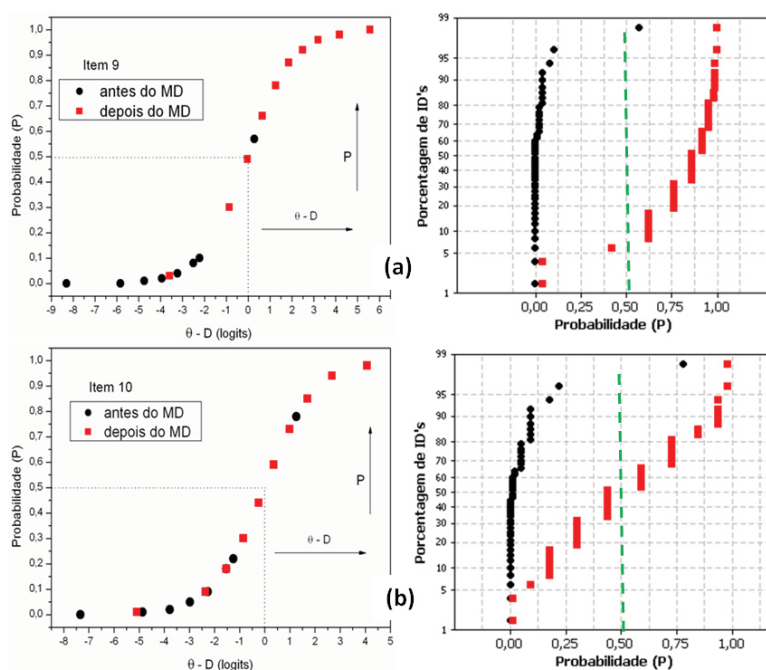 Item 9
antes do MD
depois do MD
Probabilidade (P)
1.0
0.9
0.8
0.7
0.6
0.5
0.4
0.3
0.2
0.1
0.0
P
θ - D
9 -8 -7 -6 -5 -4 -3 -2 -1 0 1 2 3 4 5 6
θ - D (logits)
(a)
Porcentagem de ID's
99
95
90
80
70
60
50
40
30
20
10
5
1
0,00 0,25 0,50 0,75 1,00
Probabilidade (P)
Item 10
antes do MD
depois do MD
Probabilidade (P)
1,0
0,9
0,8
0,7
0,6
0,5
0,4
0,3
0,2
0,1
0,0
P
θ - D
-8 -7 -6 -5 -4 -3 -2 -1 0 1 2 3 4 5
θ - D (logits)
(b)
Porcentagem de ID's
99
95
90
80
70
60
50
40
30
20
10
5
1
0,00 0,25 0,50 0,75 1,00
Probabilidade (P)